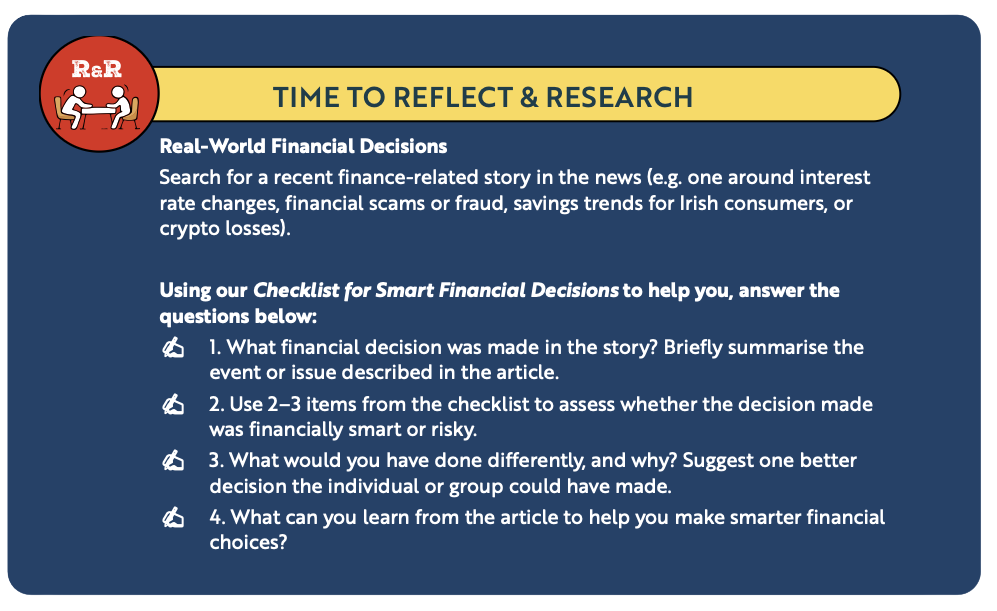 R&R
TIME TO REFLECT & RESEARCH
Real-World Financial Decisions
Search for a recent finance-related story in the news (e.g. one around interest
rate changes, financial scams or fraud, savings trends for Irish consumers, or
crypto losses).
Using our Checklist for Smart Financial Decisions to help you, answer the
questions below:
1. What financial decision was made in the story? Briefly summarise the
event or issue described in the article.
2. Use 2–3 items from the checklist to assess whether the decision made
was financially smart or risky.
3. What would you have done differently, and why? Suggest one better
decision the individual or group could have made.
4. What can you learn from the article to help you make smarter financial
choices?